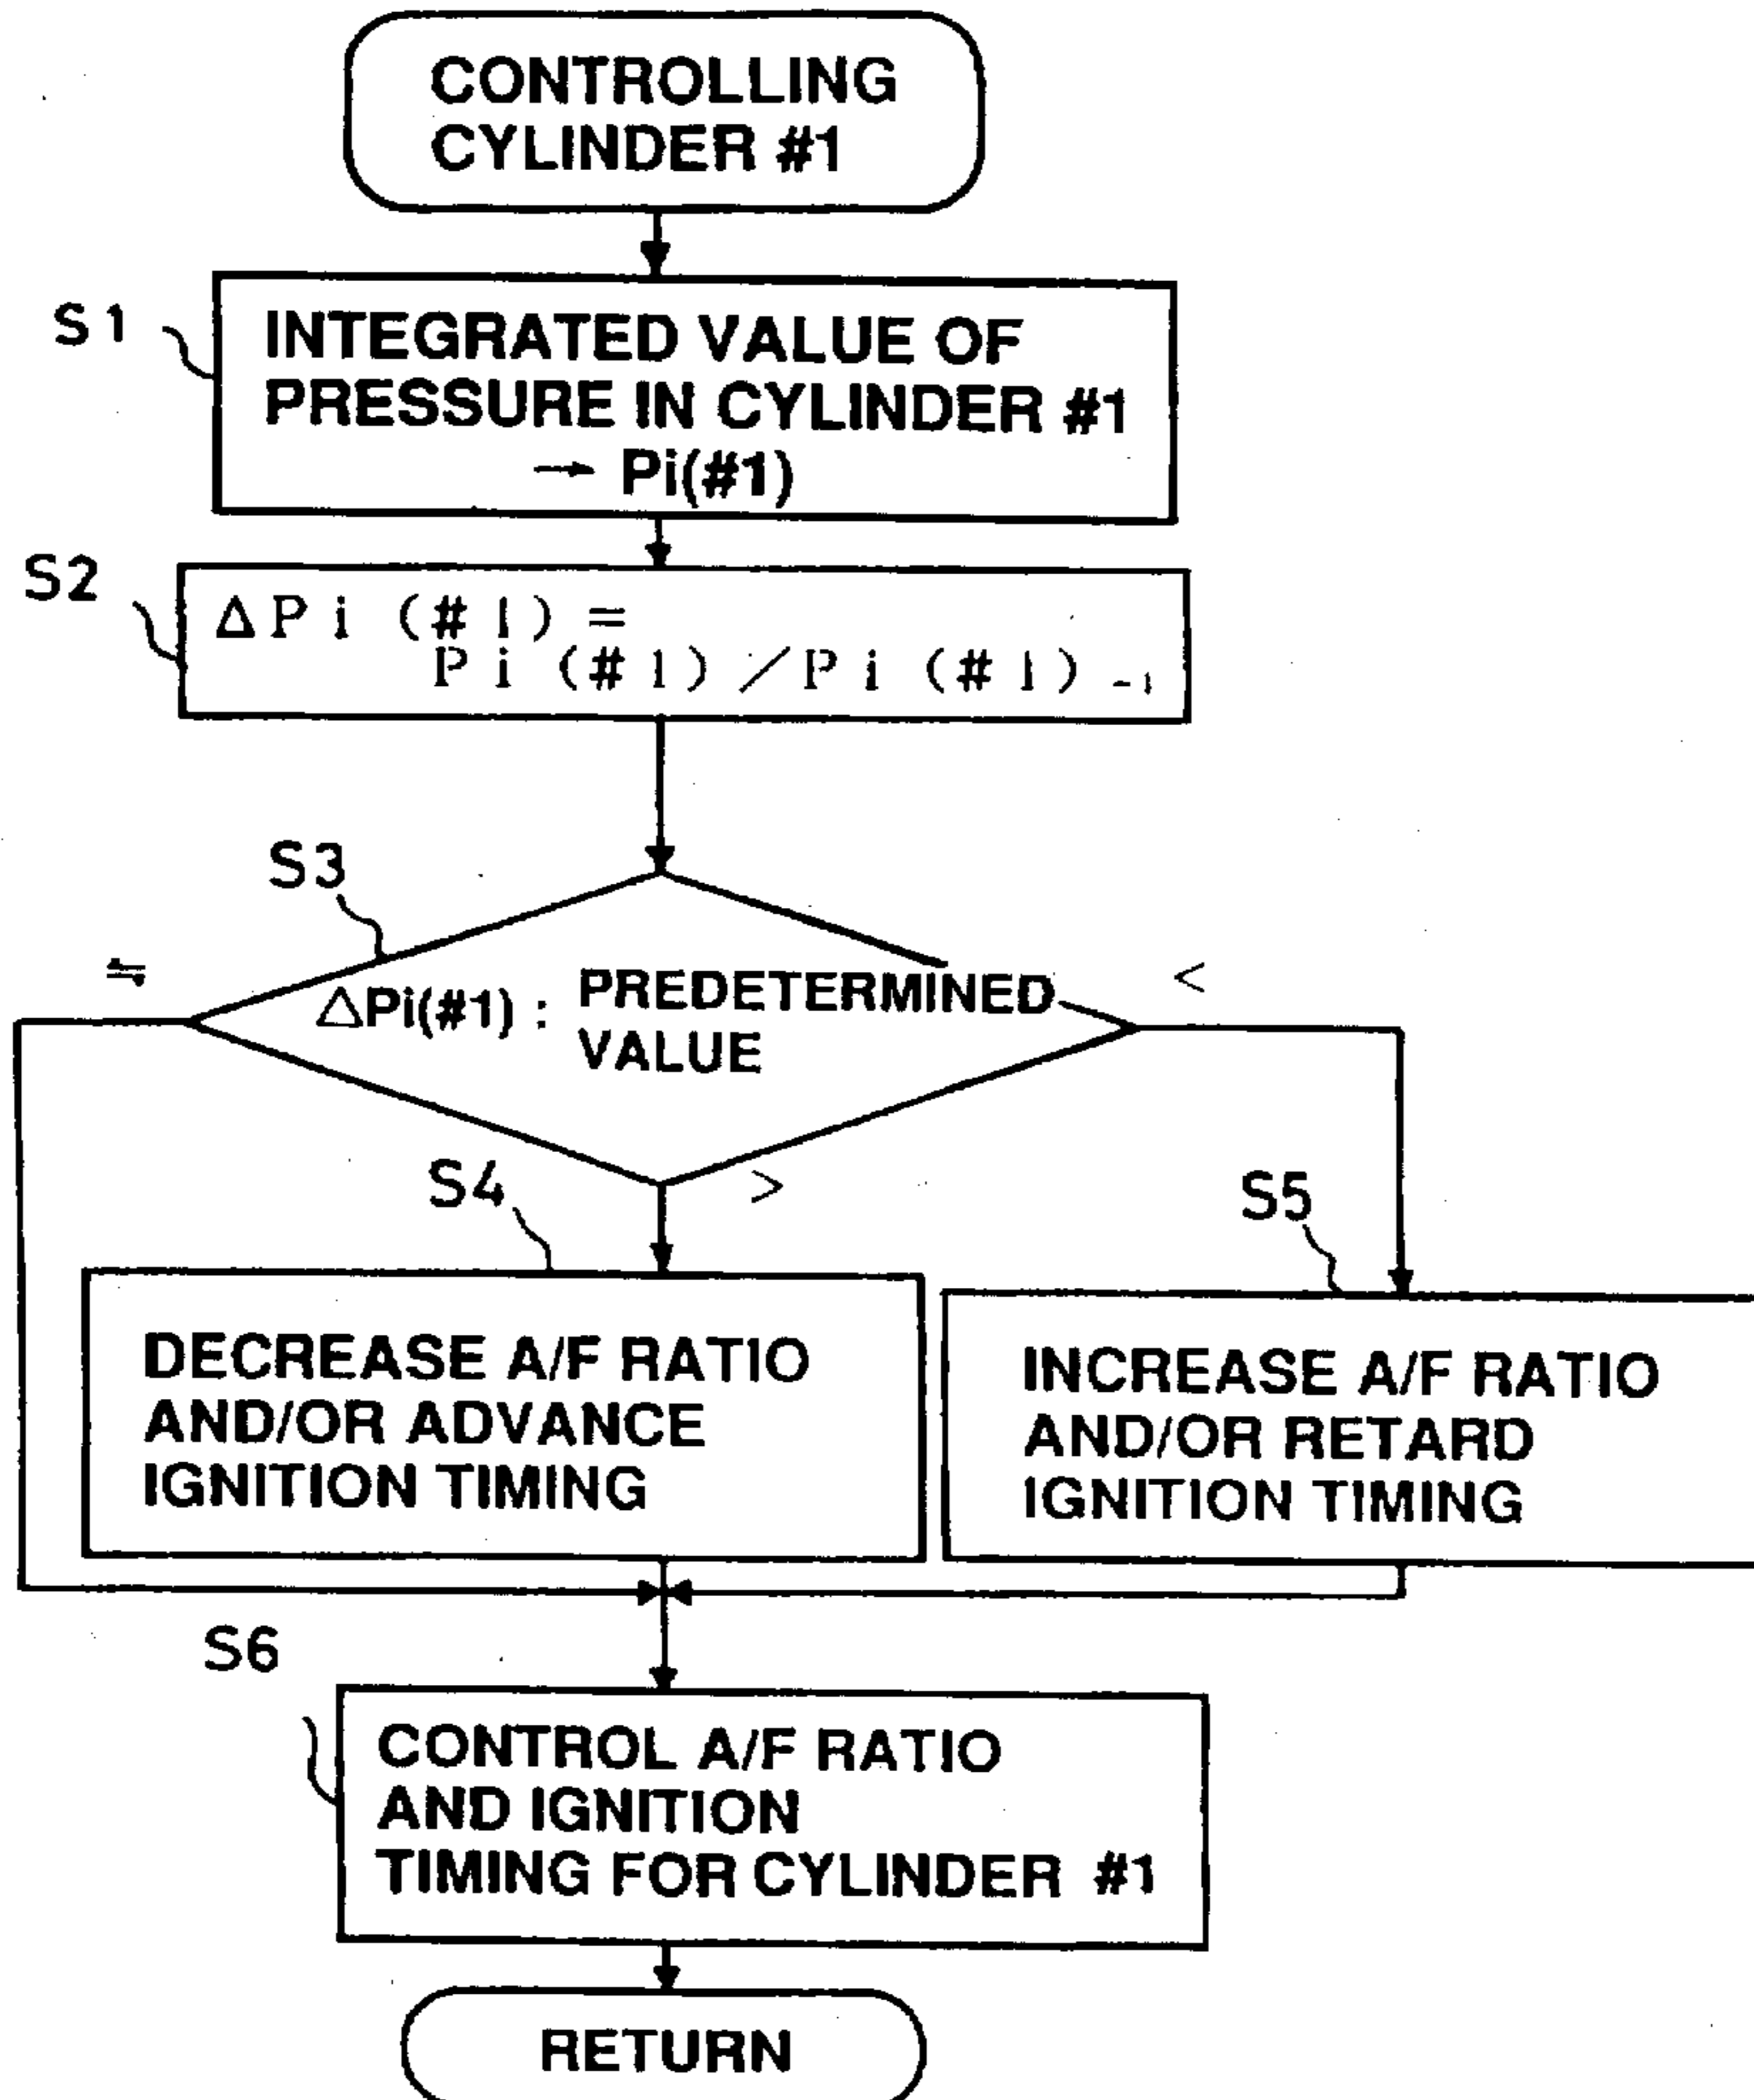 CONTROLLING
CYLINDER #1
S1
INTEGRATED VALUE OF
PRESSURE IN CYLINDER #1
→ Pi(#1)
S2
ΔPi (#1) =
Pi (#1) / Pi (#1) -1
S3
≒
ΔPi(#1) : PREDETERMINED
VALUE
<
S4
>
S5
DECREASE A/F RATIO
AND/OR ADVANCE
IGNITION TIMING
INCREASE A/F RATIO
AND/OR RETARD
IGNITION TIMING
S6
CONTROL A/F RATIO
AND IGNITION
TIMING FOR CYLINDER #1
RETURN